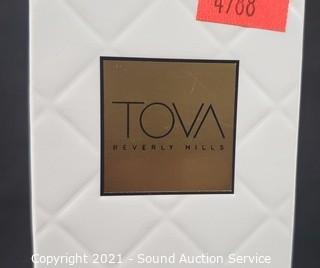 4788
TOVA
BEVERLY HILLS
Copyright 2021 - Sound Auction Service